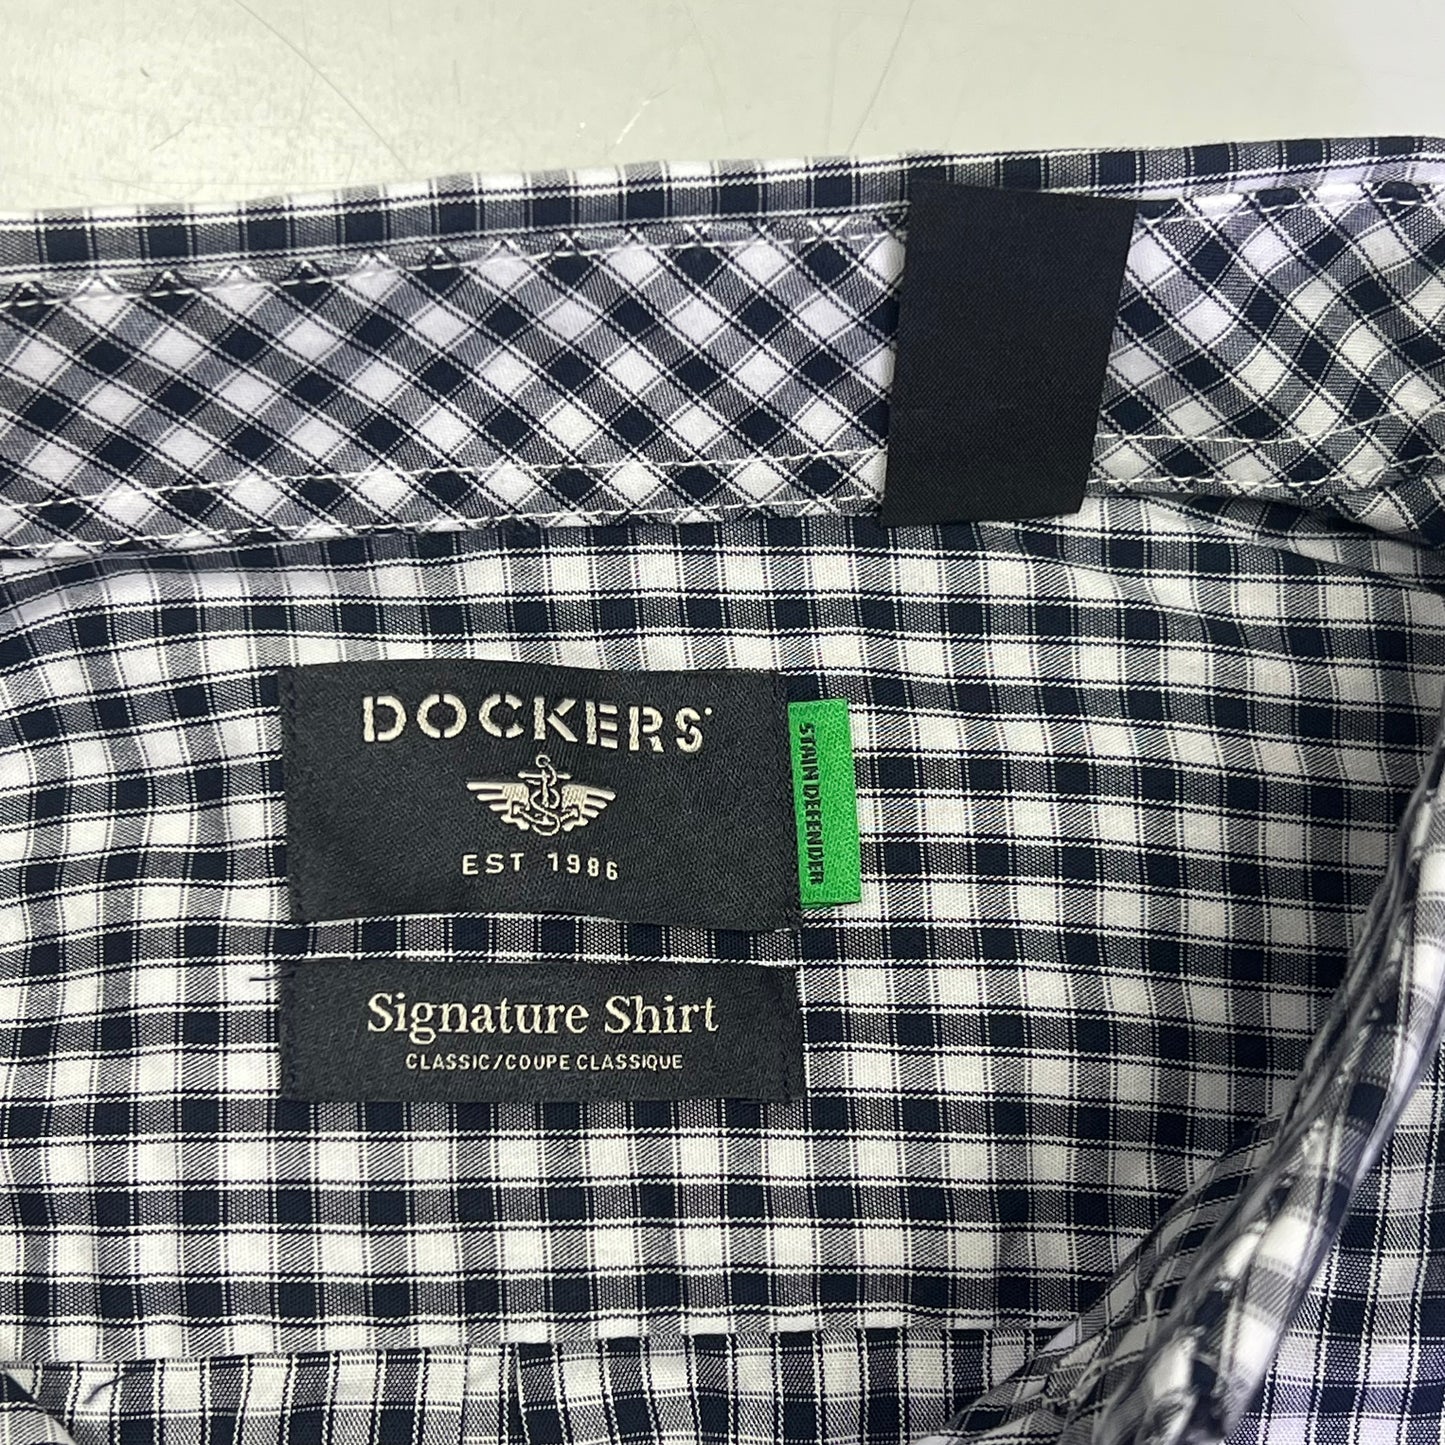 DOCKERS®
EST 1986
STAIN DEFENDER
Signature Shirt
CLASSIC/COUPE CLASSIQUE